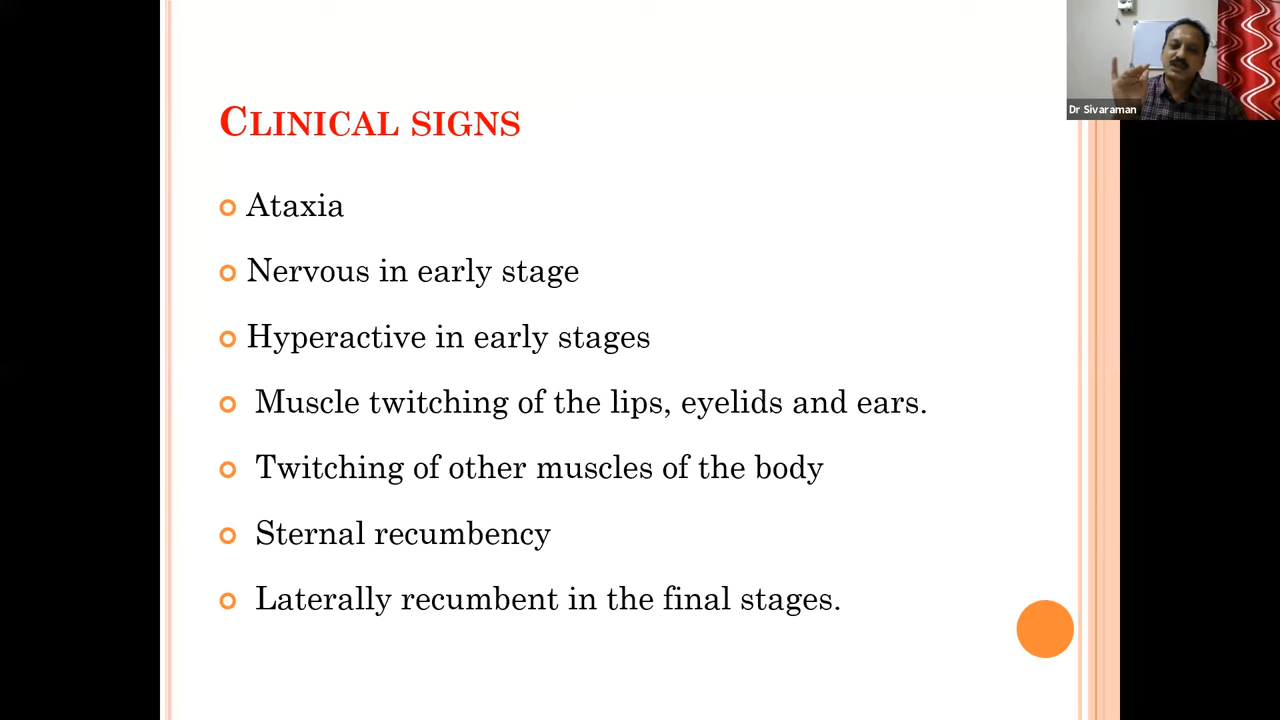 CLINICAL SIGNS
Ataxia
Nervous in early stage
Hyperactive in early stages
Muscle twitching of the lips, eyelids and ears.
Twitching of other muscles of the body
Sternal recumbency
Laterally recumbent in the final stages.
Dr Sivaraman